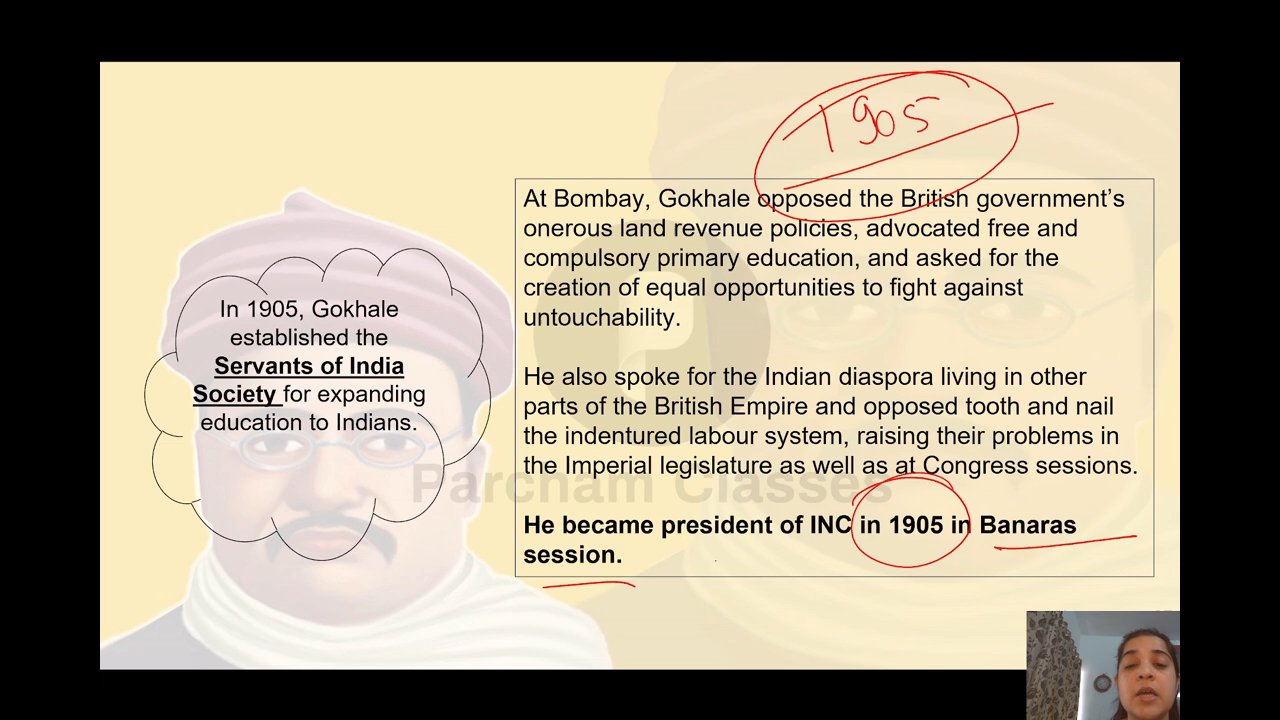 1905
In 1905, Gokhale
established the
Servants of India
Society for expanding
education to Indians.
At Bombay, Gokhale opposed the British government’s
onerous land revenue policies, advocated free and
compulsory primary education, and asked for the
creation of equal opportunities to fight against
untouchability.
He also spoke for the Indian diaspora living in other
parts of the British Empire and opposed tooth and nail
the indentured labour system, raising their problems in
the Imperial legislature as well as at Congress sessions.
He became president of INC in 1905 in Banaras
session.
Parcham Classes